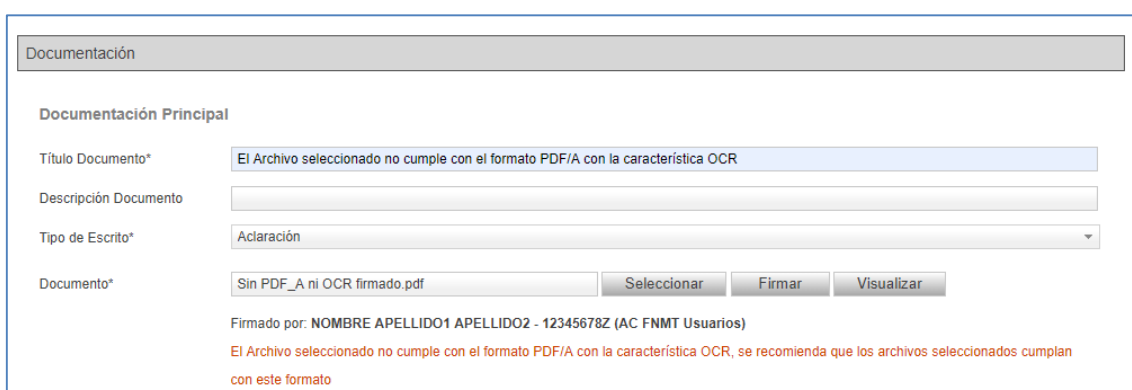 Documentación
Documentación Principal
Título Documento* El Archivo seleccionado no cumple con el formato PDF/A con la característica OCR
Descripción Documento
Tipo de Escrito* Aclaración
Documento* Sin PDF_A ni OCR firmado.pdf Seleccionar Firmar Visualizar
Firmado por: NOMBRE APELLIDO1 APELLIDO2 - 12345678Z (AC FNMT Usuarios)
El Archivo seleccionado no cumple con el formato PDF/A con la característica OCR, se recomienda que los archivos seleccionados cumplan
con este formato